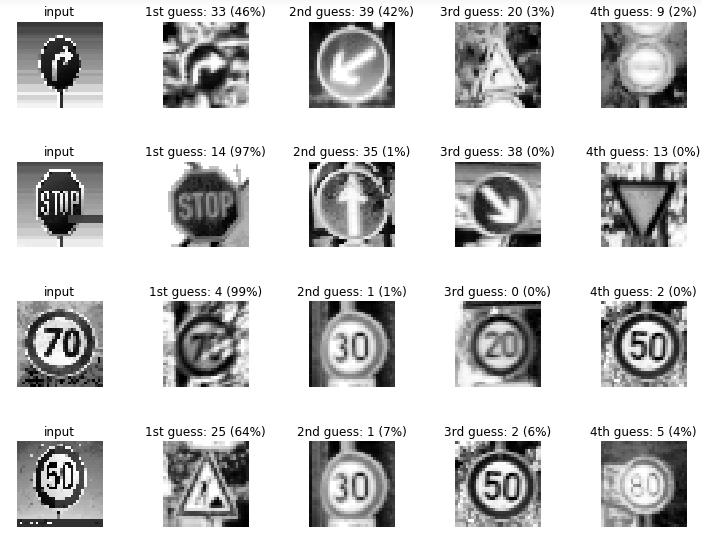 input 1st guess: 33 (46%) 2nd guess: 39 (42%) 3rd guess: 20 (3%) 4th guess: 9 (2%)
input 1st guess: 14 (97%) 2nd guess: 35 (1%) 3rd guess: 38 (0%) 4th guess: 13 (0%)
STOP STOP
input 1st guess: 4 (99%) 2nd guess: 1 (1%) 3rd guess: 0 (0%) 4th guess: 2 (0%)
70 30 20 50
input 1st guess: 25 (64%) 2nd guess: 1 (7%) 3rd guess: 2 (6%) 4th guess: 5 (4%)
50 30 50 80